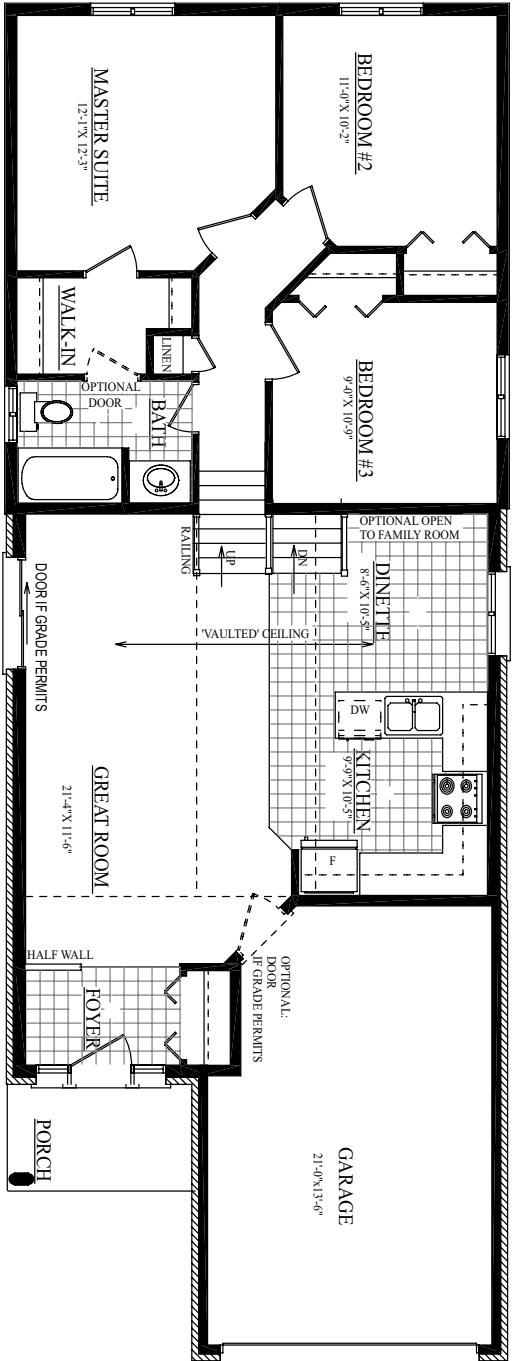 MASTER SUITE
12'-1"X 12'-3"
BEDROOM #2
11'-0"X 10'-2"
WALK-IN
LINEN
OPTIONAL
DOOR
BATH
BEDROOM #3
9'-0"X 10'-9"
RAILING
UP
DN
OPTIONAL OPEN
TO FAMILY ROOM
DINETTE
8'-6"X 10'-5"
DOOR IF GRADE PERMITS
'VAULTED' CEILING
DW
KITCHEN
9'-9"X 10'-5"
F
GREAT ROOM
21'-4"X 11'-6"
HALF WALL
FOYER
OPTIONAL:
DOOR
IF GRADE PERMITS
PORCH
GARAGE
21'-0"x13'-6"